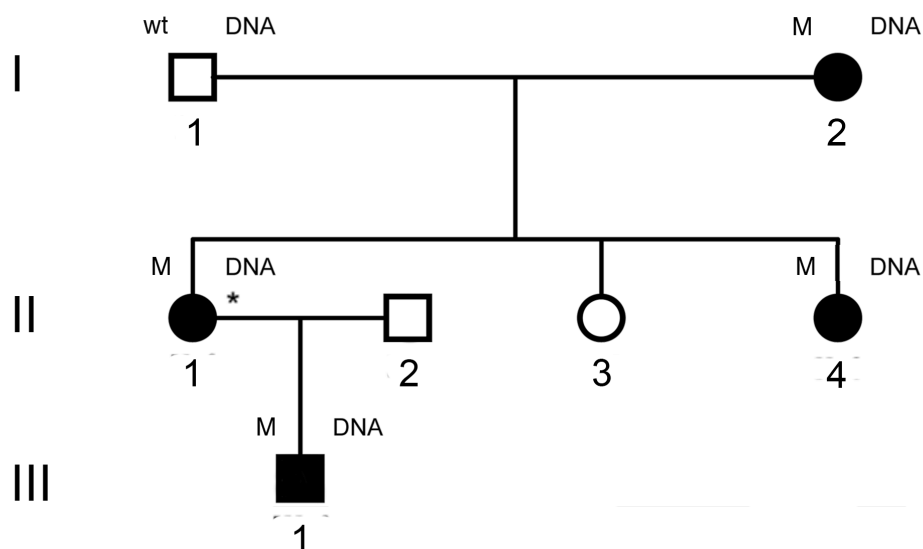 wt DNA M DNA
I
1 2
M DNA M DNA
*
II
1 2 3 4
M DNA
III
1